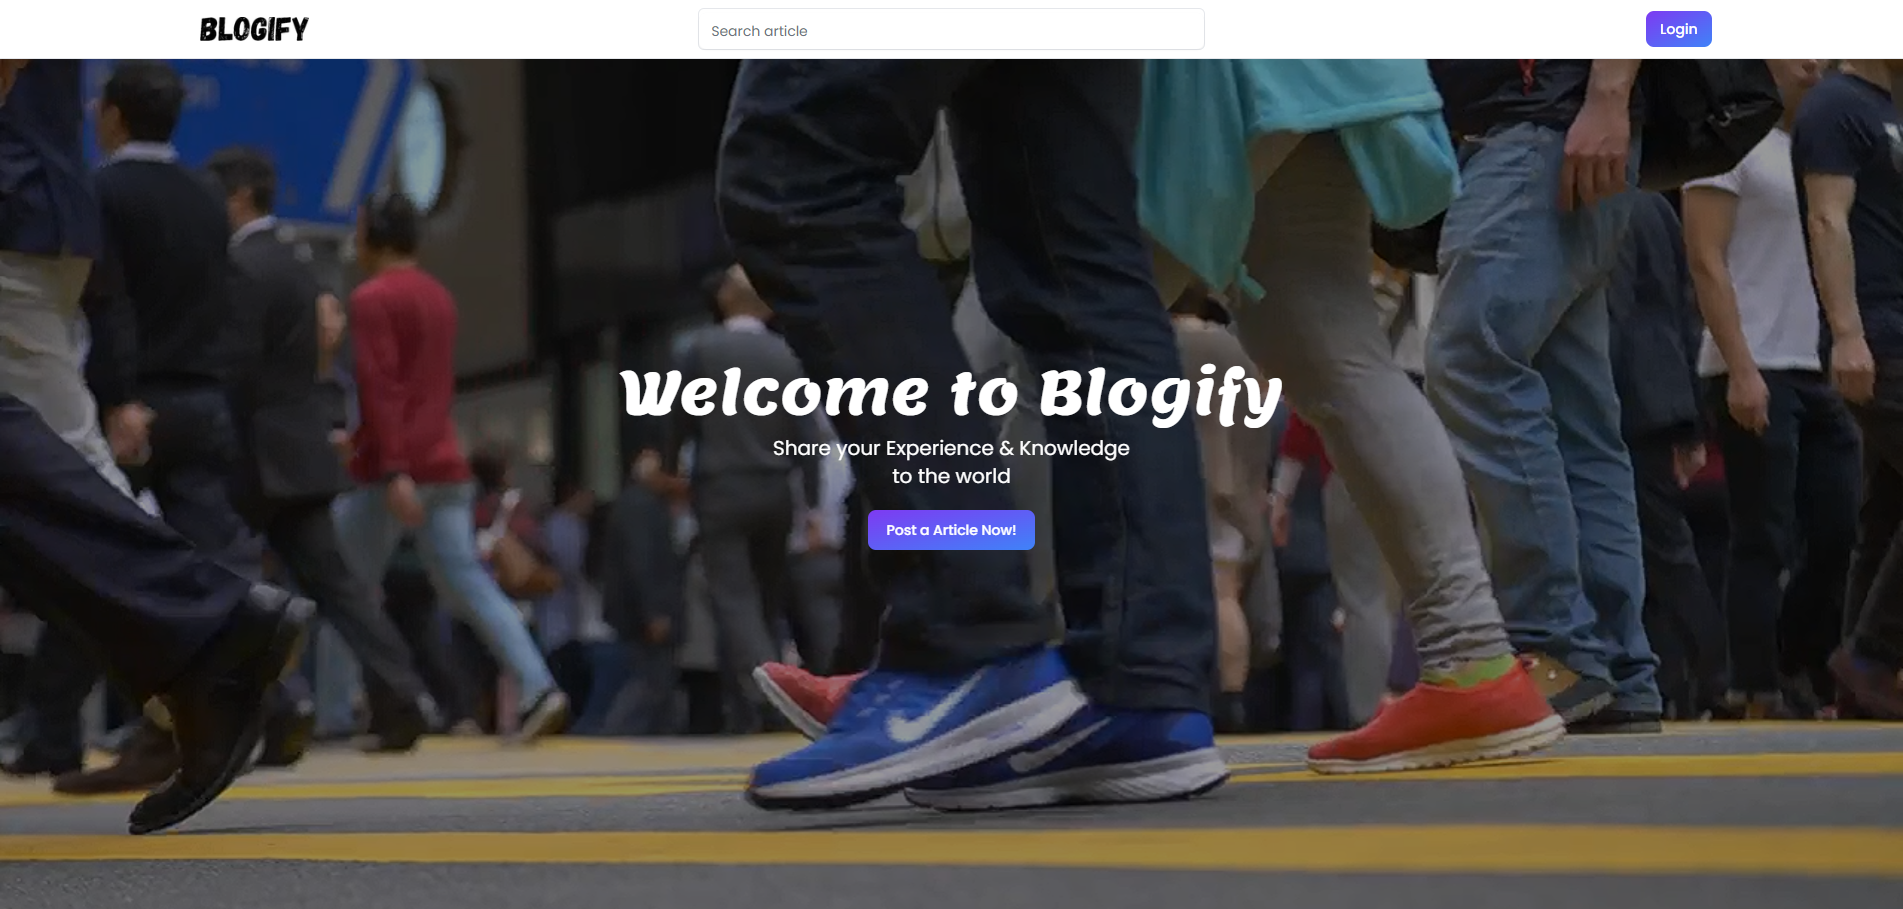 BLOGIFY
Search article
Login
Welcome to Blogify
Share your Experience & Knowledge
to the world
Post a Article Now!